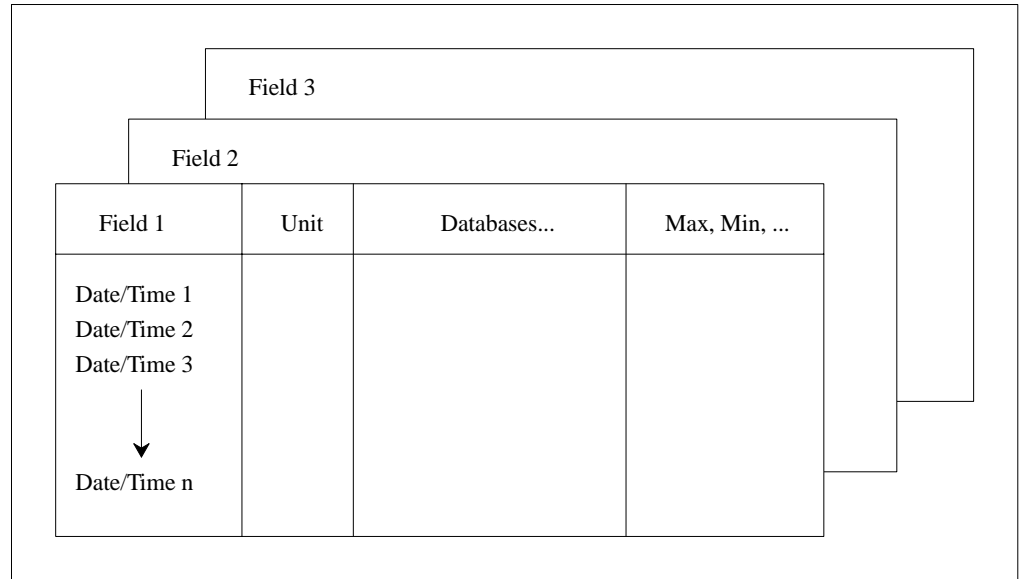 Field 3
Field 2
Field 1 Unit Databases... Max, Min, ...
Date/Time 1
Date/Time 2
Date/Time 3
Date/Time n